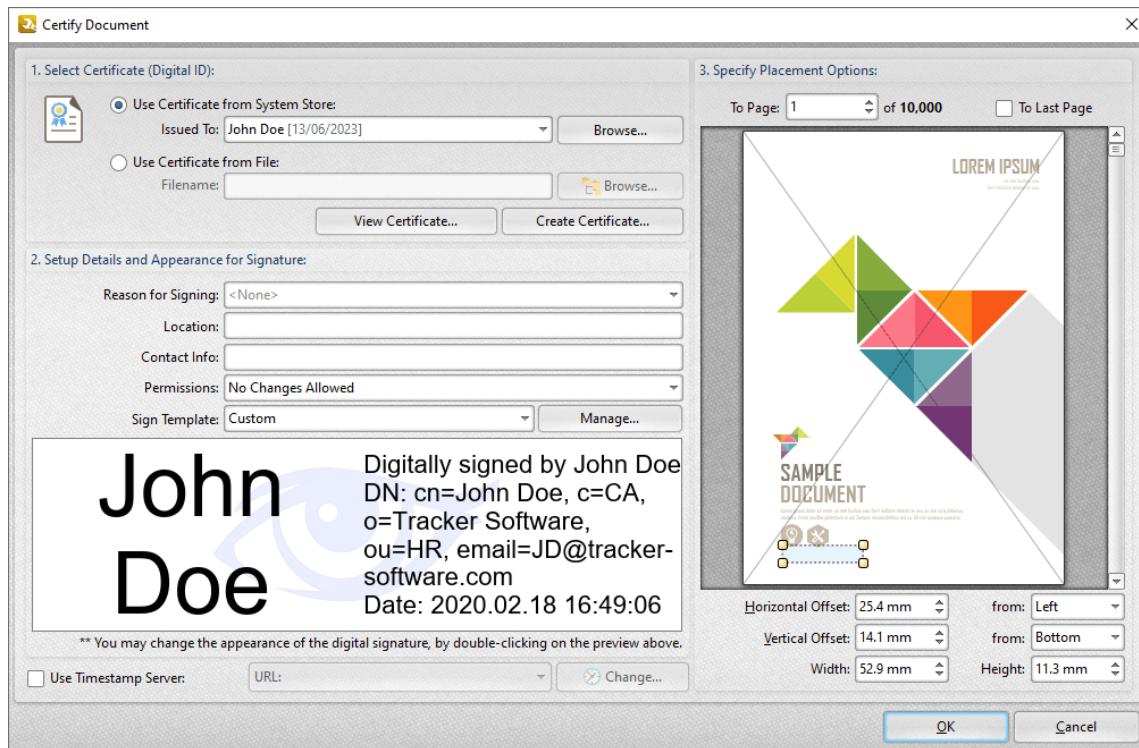 Certify Document
1. Select Certificate (Digital ID):
Use Certificate from System Store:
Issued To: John Doe [13/06/2023] Browse...
Use Certificate from File:
Filename: Browse...
View Certificate... Create Certificate...
2. Setup Details and Appearance for Signature:
Reason for Signing: <None>
Location:
Contact Info:
Permissions: No Changes Allowed
Sign Template: Custom Manage...
John
Doe
Digitally signed by John Doe
DN: cn=John Doe, c=CA,
o=Tracker Software,
ou=HR, email=JD@tracker-
software.com
Date: 2020.02.18 16:49:06
** You may change the appearance of the digital signature, by double-clicking on the preview above.
Use Timestamp Server: URL: Change...
3. Specify Placement Options:
To Page: 1 of 10,000 To Last Page
LOREM IPSUM
SAMPLE
DOCUMENT
Horizontal Offset: 25.4 mm from: Left
Vertical Offset: 14.1 mm from: Bottom
Width: 52.9 mm Height: 11.3 mm
OK Cancel